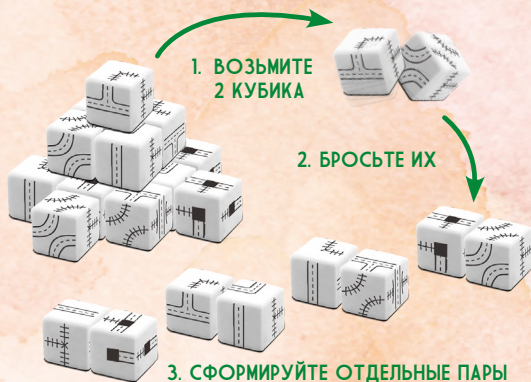 1. ВОЗЬМИТЕ
2 КУБИКА
2. БРОСЬТЕ ИХ
3. СФОРМИРУЙТЕ ОТДЕЛЬНЫЕ ПАРЫ